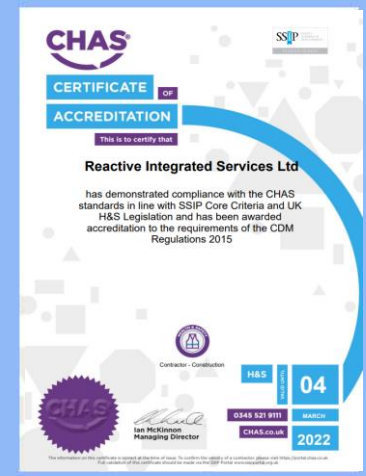 CHAS
SSIP
CERTIFICATE OF
ACCREDITATION
This is to certify that
Reactive Integrated Services Ltd
has demonstrated compliance with the CHAS
standards in line with SSIP Core Criteria and UK
H&S Legislation and has been awarded
accreditation to the requirements of the CDM
Regulations 2015
Contractor - Construction
H&S
VALID UNTIL
04
MARCH
2022
0345 521 9111
CHAS.co.uk
CHAS
Ian McKinnon
Managing Director